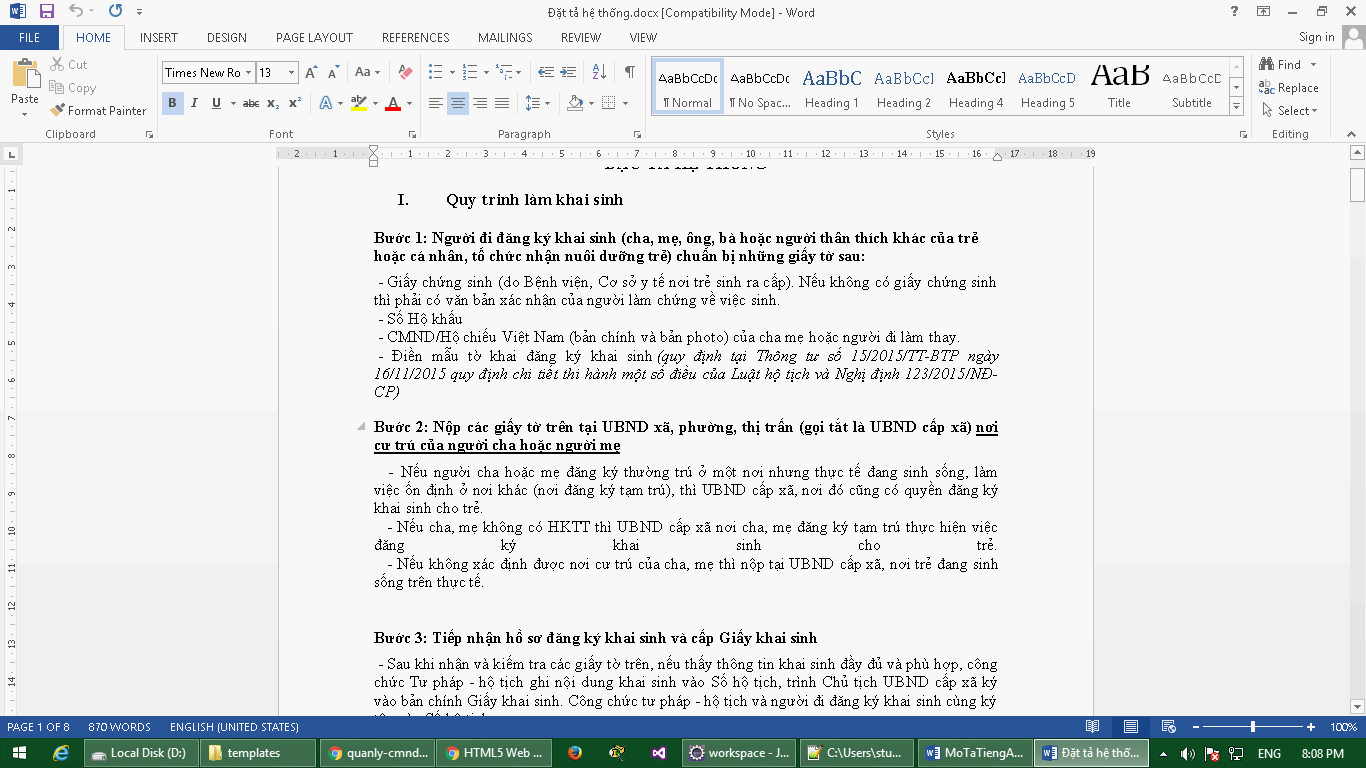 Đặt tả hệ thống.docx [Compatibility Mode] - Word
FILE HOME INSERT DESIGN PAGE LAYOUT REFERENCES MAILINGS REVIEW VIEW Sign in
Paste
Cut
Copy
Format Painter
Clipboard
Times New Ro 13
Font
Paragraph
AaBbCcDc AaBbCcDc AaBbC AaBbCcI AaBbCcI AaBbCcD AaB AaBbCcD
¶ Normal ¶ No Spac... Heading 1 Heading 2 Heading 4 Heading 5 Title Subtitle
Styles
Find
Replace
Select
Editing
I. Quy trình làm khai sinh
Bước 1: Người đi đăng ký khai sinh (cha, mẹ, ông, bà hoặc người thân thích khác của trẻ
hoặc cá nhân, tổ chức nhận nuôi dưỡng trẻ) chuẩn bị những giấy tờ sau:
- Giấy chứng sinh (do Bệnh viện, Cơ sở y tế nơi trẻ sinh ra cấp). Nếu không có giấy chứng sinh
thì phải có văn bản xác nhận của người làm chứng về việc sinh.
- Sổ Hộ khẩu
- CMND/Hộ chiếu Việt Nam (bản chính và bản photo) của cha mẹ hoặc người đi làm thay.
- Điền mẫu tờ khai đăng ký khai sinh (quy định tại Thông tư số 15/2015/TT-BTP ngày
16/11/2015 quy định chi tiết thi hành một số điều của Luật hộ tịch và Nghị định 123/2015/NĐ-
CP)
Bước 2: Nộp các giấy tờ trên tại UBND xã, phường, thị trấn (gọi tắt là UBND cấp xã) nơi
cư trú của người cha hoặc người mẹ
- Nếu người cha hoặc mẹ đăng ký thường trú ở một nơi nhưng thực tế đang sinh sống, làm
việc ổn định ở nơi khác (nơi đăng ký tạm trú), thì UBND cấp xã, nơi đó cũng có quyền đăng ký
khai sinh cho trẻ.
- Nếu cha, mẹ không có HKTT thì UBND cấp xã nơi cha, mẹ đăng ký tạm trú thực hiện việc
đăng ký khai sinh cho trẻ.
- Nếu không xác định được nơi cư trú của cha, mẹ thì nộp tại UBND cấp xã, nơi trẻ đang sinh
sống trên thực tế.
Bước 3: Tiếp nhận hồ sơ đăng ký khai sinh và cấp Giấy khai sinh
- Sau khi nhận và kiểm tra các giấy tờ trên, nếu thấy thông tin khai sinh đầy đủ và phù hợp, công
chức Tư pháp - hộ tịch ghi nội dung khai sinh vào Sổ hộ tịch, trình Chủ tịch UBND cấp xã ký
vào bản chính Giấy khai sinh. Công chức tư pháp - hộ tịch và người đi đăng ký khai sinh cùng ký
PAGE 1 OF 8 870 WORDS ENGLISH (UNITED STATES) 100%
Local Disk (D:) templates quanly-cmnd... HTML5 Web ... workspace - J... C:\Users\stu... MoTaTiengA... Đặt tả hệ thố... ENG 8:08 PM